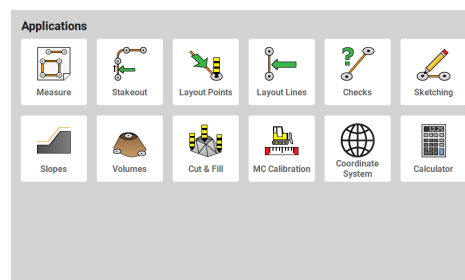 Applications
Measure
Stakeout
Layout Points
Layout Lines
Checks
Sketching
Slopes
Volumes
Cut & Fill
MC Calibration
Coordinate
System
Calculator